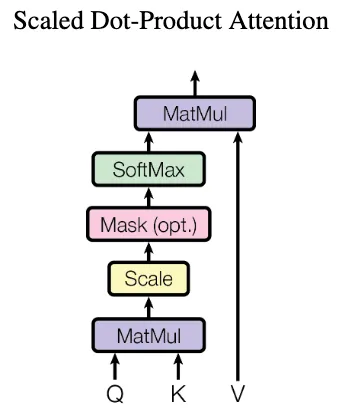 Scaled Dot-Product Attention
MatMul
SoftMax
Mask (opt.)
Scale
MatMul
Q K V